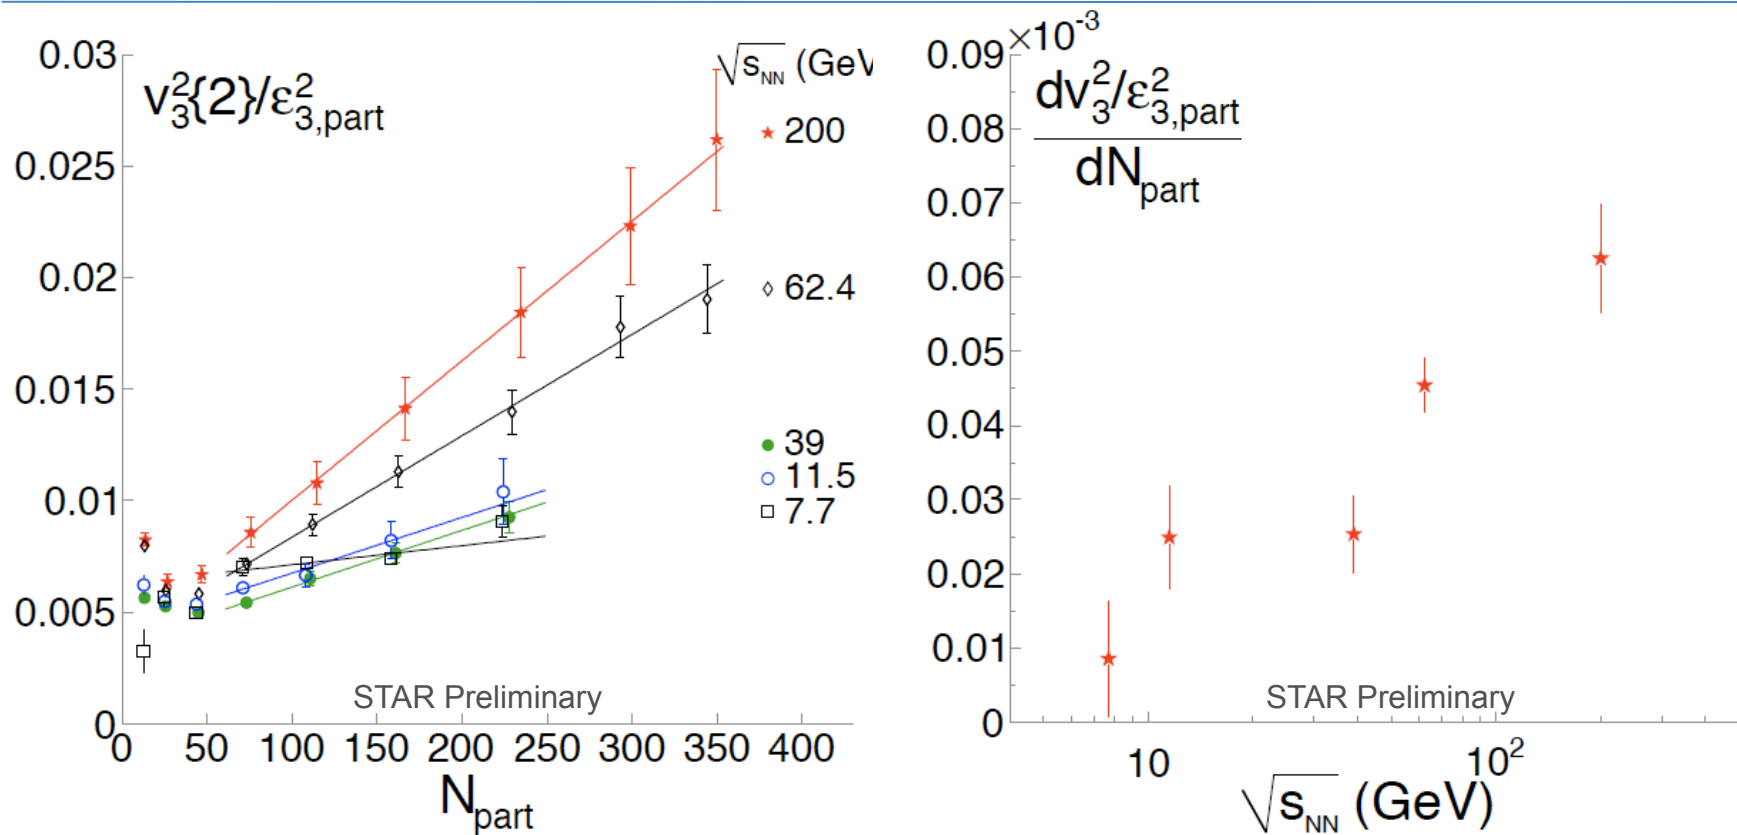 0.03
0.025
0.02
0.015
0.01
0.005
0
v₃²{2}/ε²₃,part
√sNN (GeV
200
62.4
39
11.5
7.7
STAR Preliminary
0 50 100 150 200 250 300 350 400
Npart
×10⁻³
0.09
0.08
0.07
0.06
0.05
0.04
0.03
0.02
0.01
0
dv₃²/ε²₃,part
dNpart
STAR Preliminary
10 10²
√sNN (GeV)